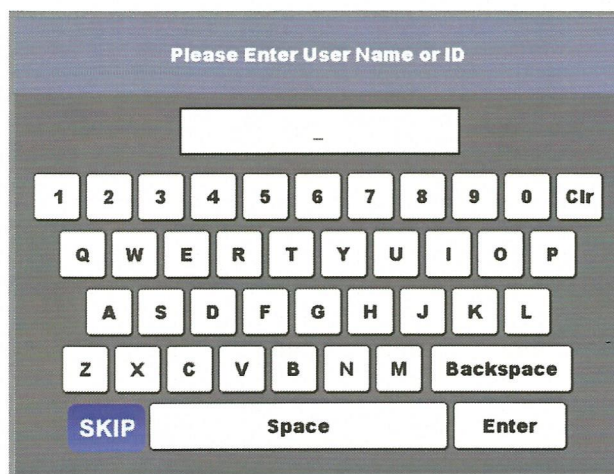 Please Enter User Name or ID
_
1 2 3 4 5 6 7 8 9 0 Clr
Q W E R T Y U I O P
A S D F G H J K L
Z X C V B N M Backspace
SKIP Space Enter